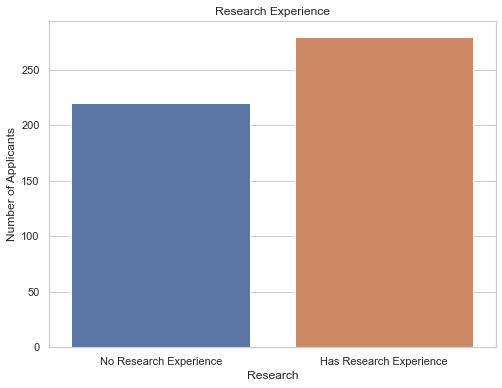 Research Experience
250
200
150
100
50
0
Number of Applicants
No Research Experience
Has Research Experience
Research